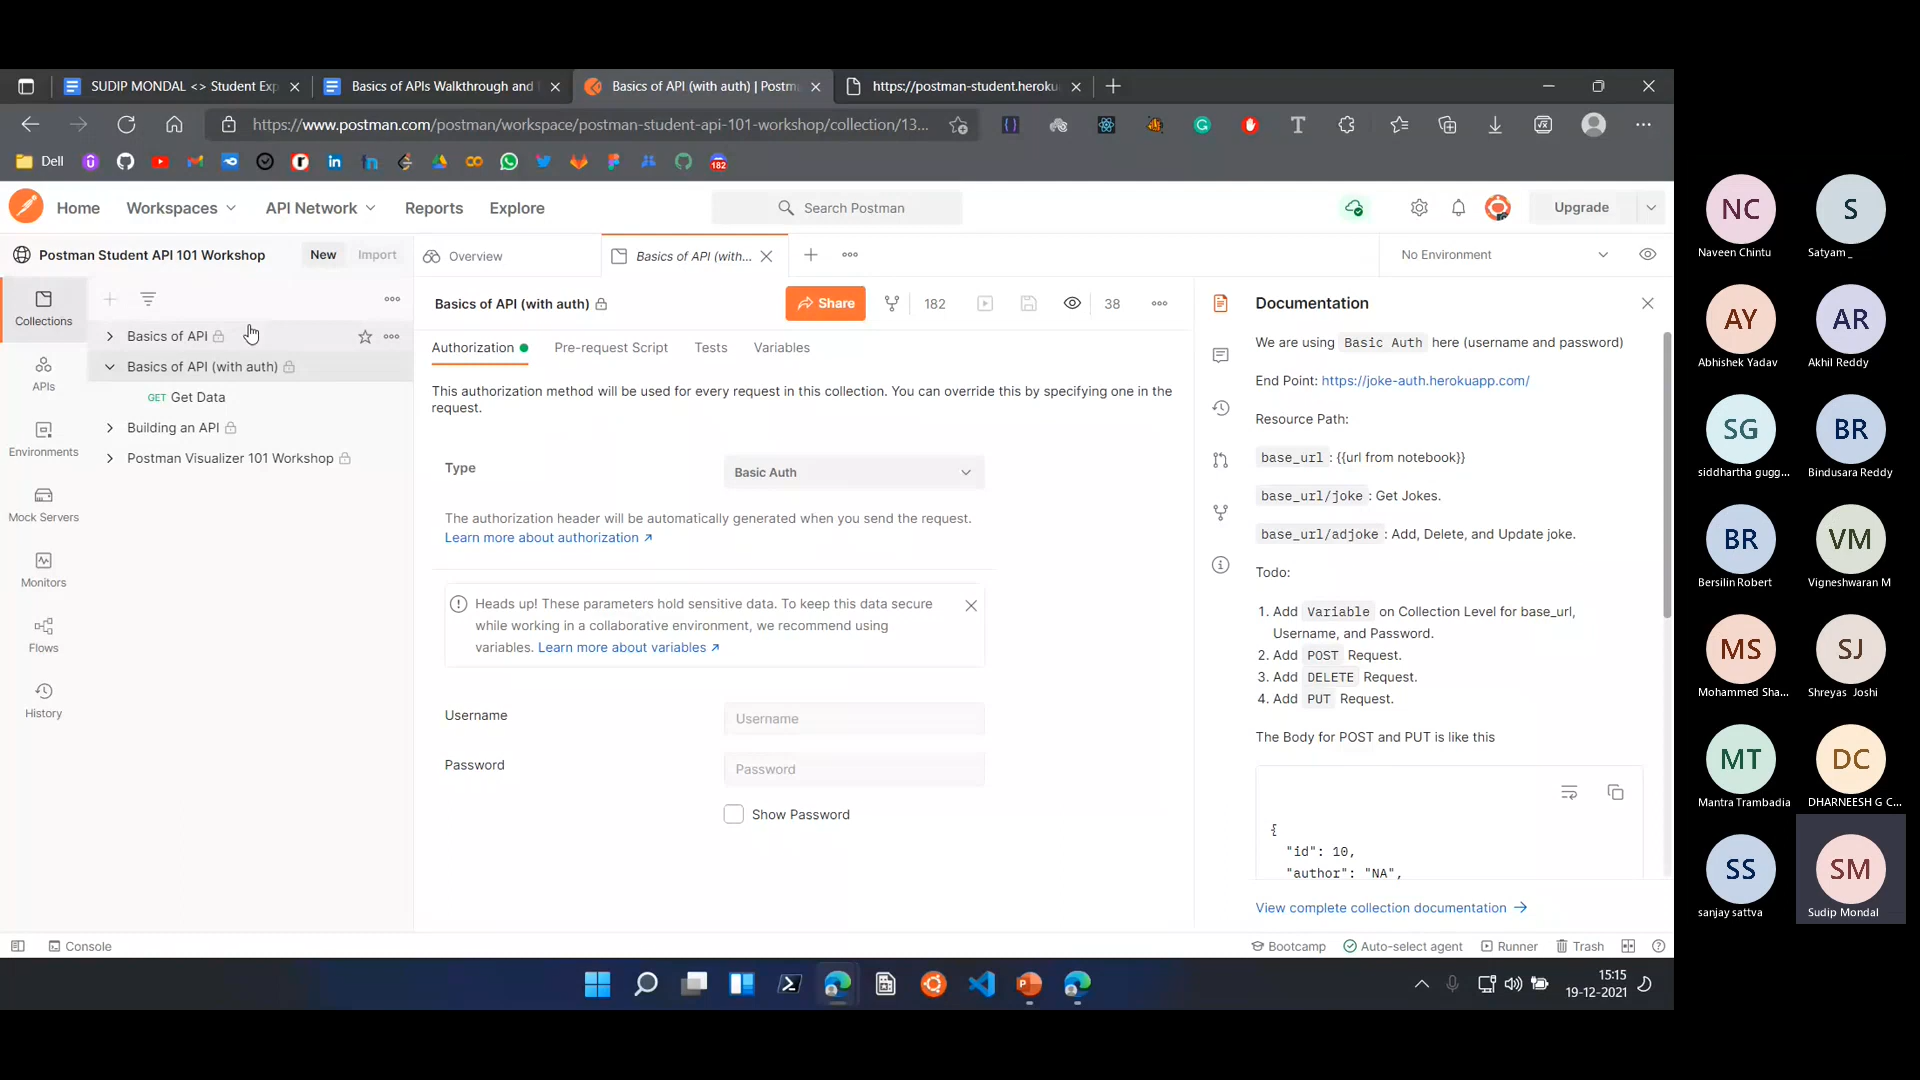 SUDIP MONDAL <> Student Exp
Basics of APIs Walkthrough and
Basics of API (with auth) | Postm
https://postman-student.heroku
https://www.postman.com/postman/workspace/postman-student-api-101-workshop/collection/13...
Dell
182
Home
Workspaces
API Network
Reports
Explore
Search Postman
Upgrade
Postman Student API 101 Workshop
New
Import
Overview
Basics of API (with...
No Environment
Collections
APIs
Environments
Mock Servers
Monitors
Flows
History
Basics of API
Basics of API (with auth)
GET Get Data
Building an API
Postman Visualizer 101 Workshop
Basics of API (with auth)
Share
182
38
Authorization
Pre-request Script
Tests
Variables
This authorization method will be used for every request in this collection. You can override this by specifying one in the
request.
Type
Basic Auth
The authorization header will be automatically generated when you send the request.
Learn more about authorization ↗
Heads up! These parameters hold sensitive data. To keep this data secure
while working in a collaborative environment, we recommend using
variables. Learn more about variables ↗
Username
Username
Password
Password
Show Password
Documentation
We are using Basic Auth here (username and password)
End Point: https://joke-auth.herokuapp.com/
Resource Path:
base_url : {{url from notebook}}
base_url/joke : Get Jokes.
base_url/adjoke : Add, Delete, and Update joke.
Todo:
1. Add Variable on Collection Level for base_url,
Username, and Password.
2. Add POST Request.
3. Add DELETE Request.
4. Add PUT Request.
The Body for POST and PUT is like this
{
"id": 10,
"author": "NA",
View complete collection documentation →
Console
Bootcamp
Auto-select agent
Runner
Trash
15:15
19-12-2021
NC
Naveen Chintu
S
Satyam _
AY
Abhishek Yadav
AR
Akhil Reddy
SG
siddhartha gugg...
BR
Bindusara Reddy
BR
Bersilin Robert
VM
Vigneshwaran M
MS
Mohammed Sha...
SJ
Shreyas Joshi
MT
Mantra Trambadia
DC
DHARNEESH G C...
SS
sanjay sattva
SM
Sudip Mondal